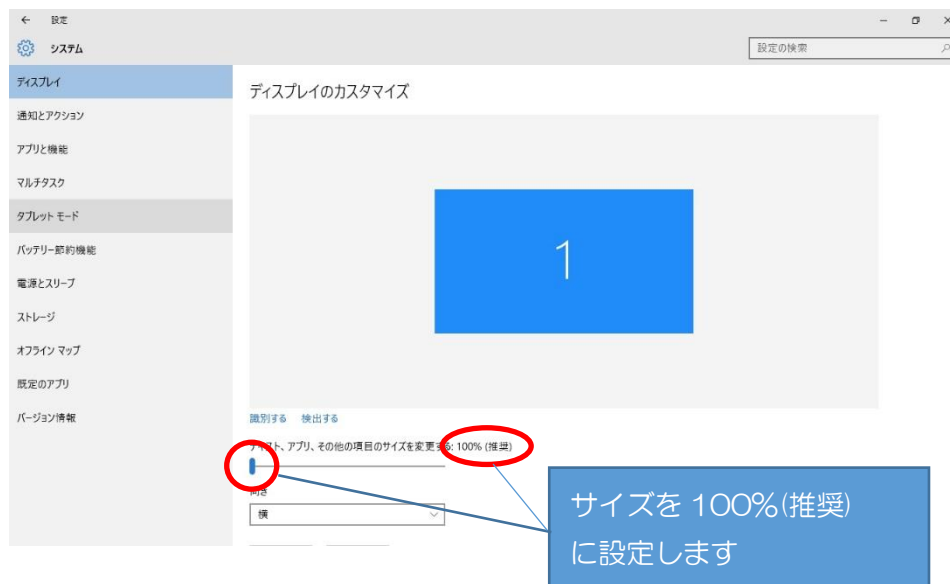 設定
システム
設定の検索
ディスプレイ
通知とアクション
アプリと機能
マルチタスク
タブレット モード
バッテリー節約機能
電源とスリープ
ストレージ
オフライン マップ
既定のアプリ
バージョン情報
ディスプレイのカスタマイズ
1
識別する 検出する
テキスト、アプリ、その他の項目のサイズを変更する: 100% (推奨)
向き
横
サイズを 100%(推奨)
に設定します